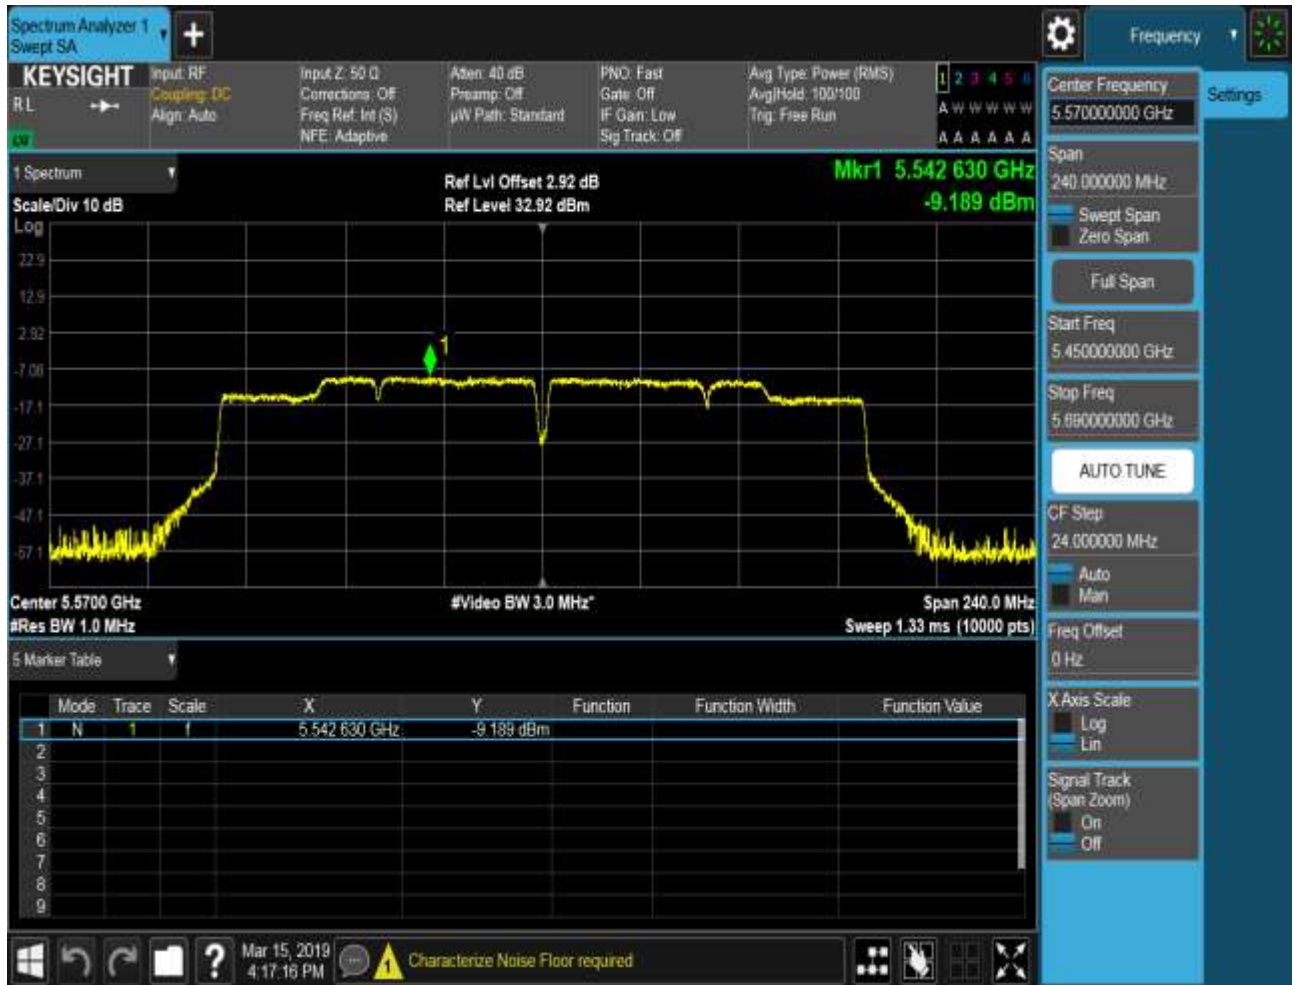 Spectrum Analyzer 1
Swept SA
Frequency
KEYSIGHT
RL
Input: RF
Coupling: DC
Align: Auto
Input Z: 50 Ω
Corrections: Off
Freq Ref: Int (S)
NFE: Adaptive
Atten: 40 dB
Preamp: Off
µW Path: Standard
PNO: Fast
Gate: Off
IF Gain: Low
Sig Track: Off
Avg Type: Power (RMS)
Avg|Hold: 100/100
Trig: Free Run
1 2 3 4 5 6
A W W W W W
A A A A A A
1 Spectrum
Scale/Div 10 dB
Ref Lvl Offset 2.92 dB
Ref Level 32.92 dBm
Mkr1 5.542 630 GHz
-9.189 dBm
Log
22.9
12.9
2.92
-7.08
-17.1
-27.1
-37.1
-47.1
-57.1
1
Center 5.5700 GHz
#Res BW 1.0 MHz
#Video BW 3.0 MHz*
Span 240.0 MHz
Sweep 1.33 ms (10000 pts)
5 Marker Table
Mode Trace Scale X Y Function Function Width Function Value
1 N 1 f 5.542 630 GHz -9.189 dBm
2
3
4
5
6
7
8
9
Mar 15, 2019
4:17:16 PM
Characterize Noise Floor required
Center Frequency
5.570000000 GHz
Settings
Span
240.000000 MHz
Swept Span
Zero Span
Full Span
Start Freq
5.450000000 GHz
Stop Freq
5.690000000 GHz
AUTO TUNE
CF Step
24.000000 MHz
Auto
Man
Freq Offset
0 Hz
X Axis Scale
Log
Lin
Signal Track
(Span Zoom)
On
Off